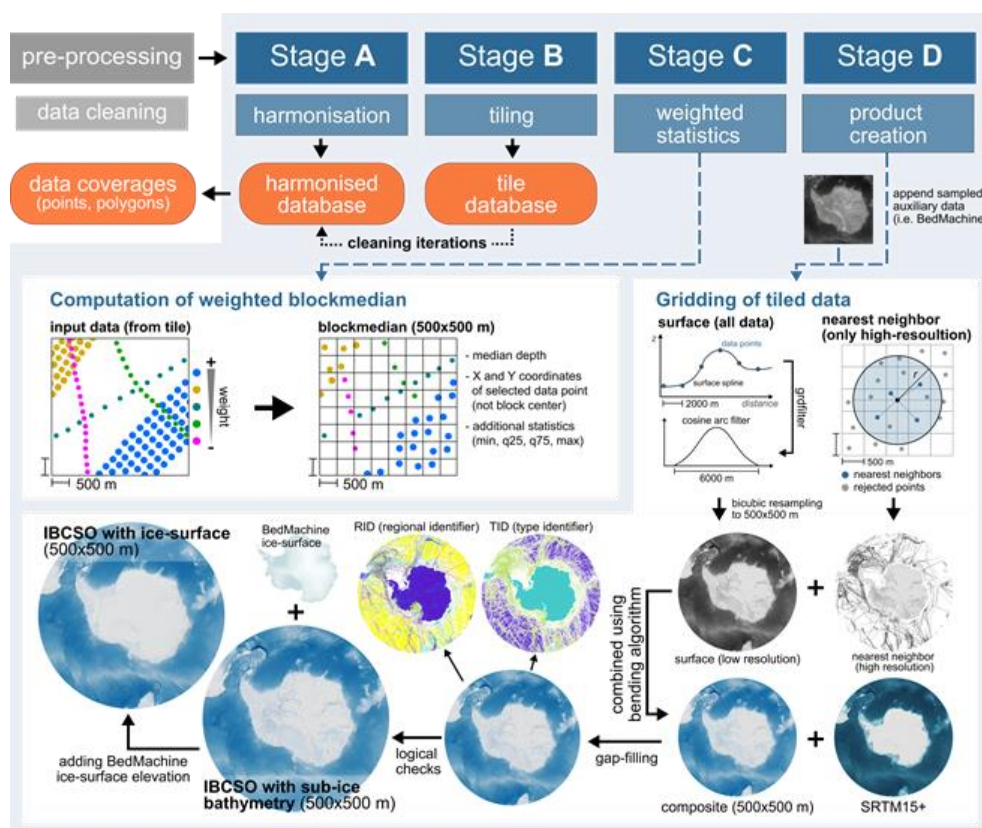 pre-processing
Stage A
Stage B
Stage C
Stage D
data cleaning
harmonisation
tiling
weighted
statistics
product
creation
data coverages
(points, polygons)
harmonised
database
tile
database
append sampled
auxiliary data
(i.e. BedMachine
cleaning iterations
Computation of weighted blockmedian
input data (from tile)
+
weight
-
500 m
blockmedian (500x500 m)
- median depth
- X and Y coordinates
of selected data point
(not block center)
- additional statistics
(min, q25, q75, max)
500 m
Gridding of tiled data
surface (all data)
z
data points
surface spline
2000 m
distance
grdfilter
cosine arc filter
6000 m
nearest neighbor
(only high-resoultion)
r
500 m
nearest neighbors
rejected points
bicubic resampling
to 500x500 m
IBCSO with ice-surface
(500x500 m)
BedMachine
ice-surface
+
RID (regional identifier)
TID (type identifier)
surface (low resolution)
+
nearest neighbor
(high resolution)
combined using
bending algorithm
adding BedMachine
ice-surface elevation
IBCSO with sub-ice
bathymetry (500x500 m)
logical
checks
gap-filling
composite (500x500 m)
+
SRTM15+